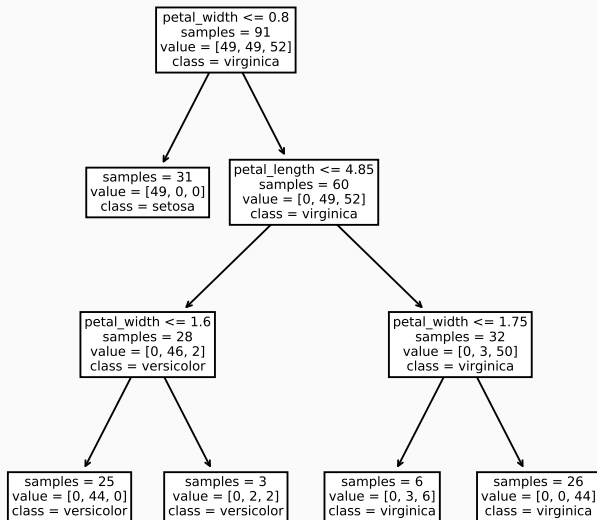 petal_width <= 0.8
samples = 91
value = [49, 49, 52]
class = virginica
samples = 31
value = [49, 0, 0]
class = setosa
petal_length <= 4.85
samples = 60
value = [0, 49, 52]
class = virginica
petal_width <= 1.6
samples = 28
value = [0, 46, 2]
class = versicolor
petal_width <= 1.75
samples = 32
value = [0, 3, 50]
class = virginica
samples = 25
value = [0, 44, 0]
class = versicolor
samples = 3
value = [0, 2, 2]
class = versicolor
samples = 6
value = [0, 3, 6]
class = virginica
samples = 26
value = [0, 0, 44]
class = virginica